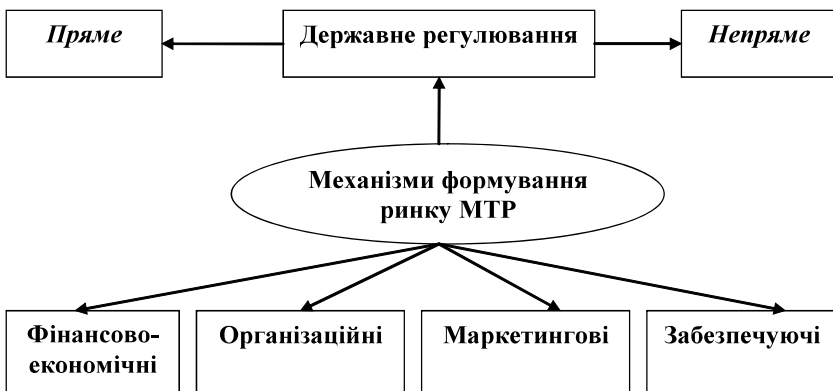 Пряме
Державне регулювання
Непряме
Механізми формування
ринку МТР
Фінансово-
економічні
Організаційні
Маркетингові
Забезпечуючі